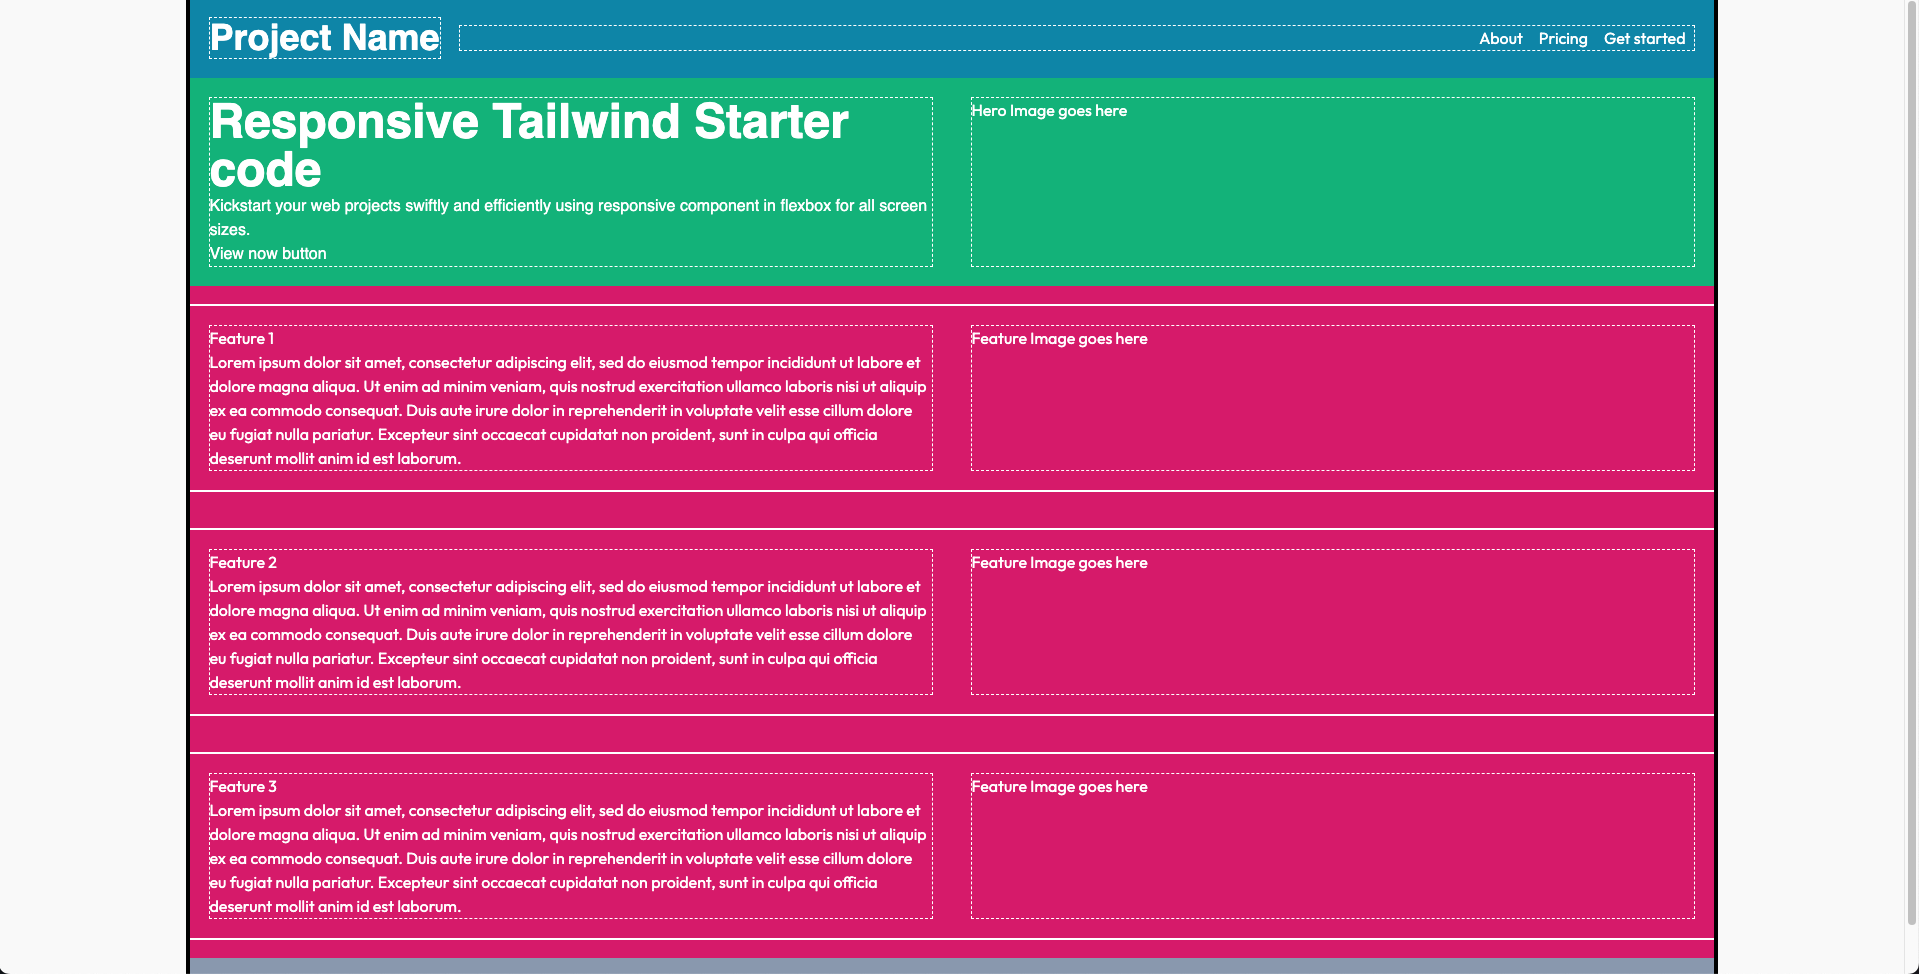 Project Name
About Pricing Get started
Responsive Tailwind Starter
code
Kickstart your web projects swiftly and efficiently using responsive component in flexbox for all screen
sizes.
View now button
Hero Image goes here
Feature 1
Lorem ipsum dolor sit amet, consectetur adipiscing elit, sed do eiusmod tempor incididunt ut labore et
dolore magna aliqua. Ut enim ad minim veniam, quis nostrud exercitation ullamco laboris nisi ut aliquip
ex ea commodo consequat. Duis aute irure dolor in reprehenderit in voluptate velit esse cillum dolore
eu fugiat nulla pariatur. Excepteur sint occaecat cupidatat non proident, sunt in culpa qui officia
deserunt mollit anim id est laborum.
Feature Image goes here
Feature 2
Lorem ipsum dolor sit amet, consectetur adipiscing elit, sed do eiusmod tempor incididunt ut labore et
dolore magna aliqua. Ut enim ad minim veniam, quis nostrud exercitation ullamco laboris nisi ut aliquip
ex ea commodo consequat. Duis aute irure dolor in reprehenderit in voluptate velit esse cillum dolore
eu fugiat nulla pariatur. Excepteur sint occaecat cupidatat non proident, sunt in culpa qui officia
deserunt mollit anim id est laborum.
Feature Image goes here
Feature 3
Lorem ipsum dolor sit amet, consectetur adipiscing elit, sed do eiusmod tempor incididunt ut labore et
dolore magna aliqua. Ut enim ad minim veniam, quis nostrud exercitation ullamco laboris nisi ut aliquip
ex ea commodo consequat. Duis aute irure dolor in reprehenderit in voluptate velit esse cillum dolore
eu fugiat nulla pariatur. Excepteur sint occaecat cupidatat non proident, sunt in culpa qui officia
deserunt mollit anim id est laborum.
Feature Image goes here